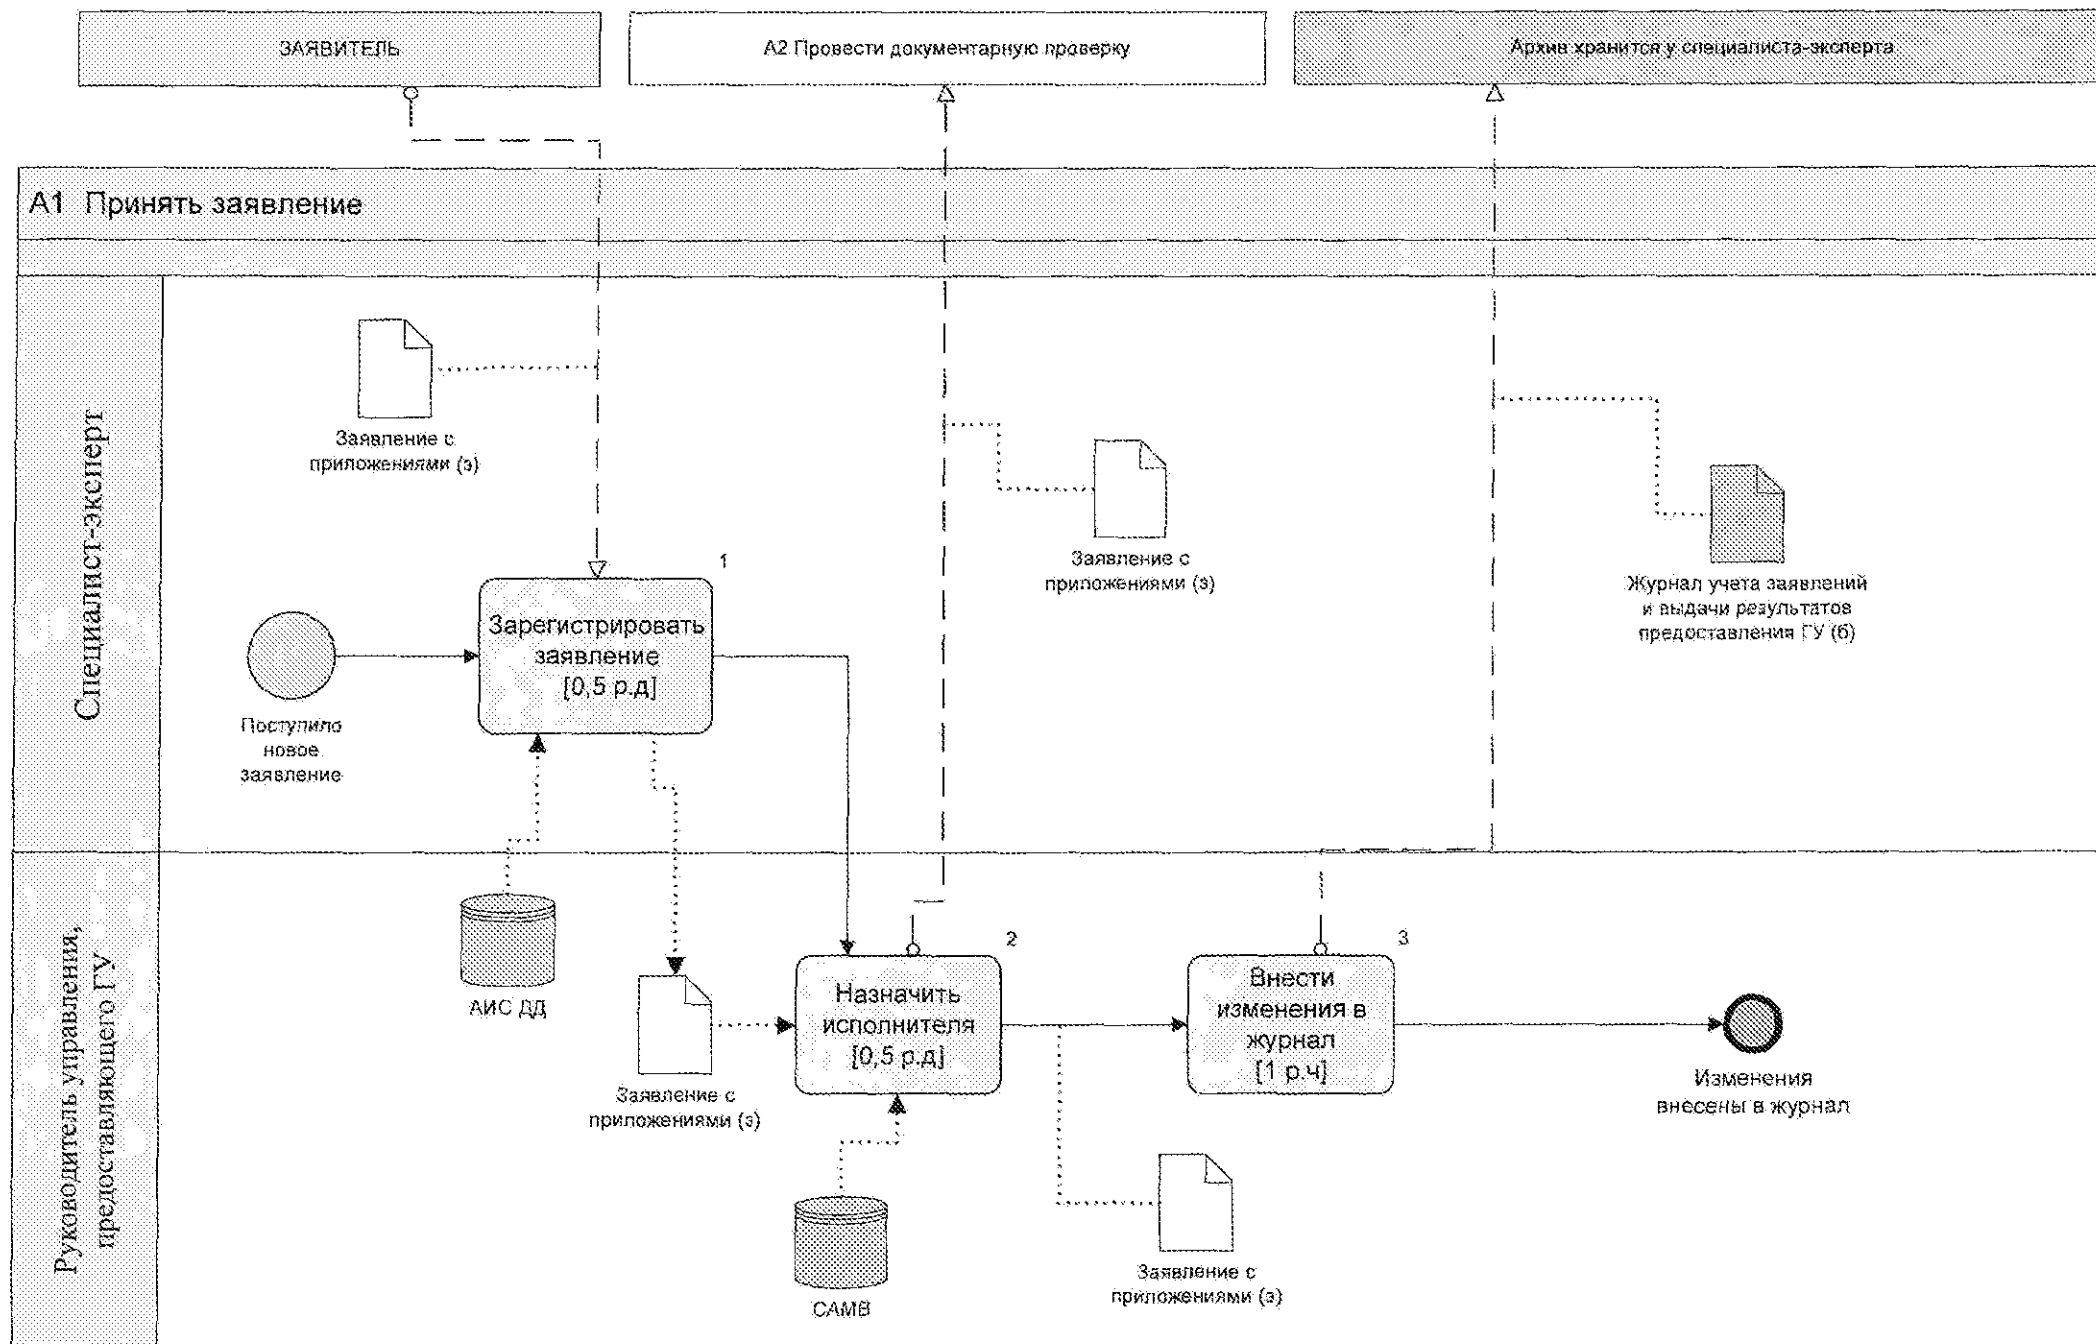 ЗАЯВИТЕЛЬ
А2 Провести документарную проверку
Архив хранится у специалиста-эксперта
А1 Принять заявление
Специалист-эксперт
Заявление с
приложениями (э)
Заявление с
приложениями (э)
Журнал учета заявлений
и выдачи результатов
предоставления ГУ (б)
1
Зарегистрировать
заявление
[0,5 р.д]
Поступило
новое
заявление
Руководитель управления,
предоставляющего ГУ
АИС ДД
Заявление с
приложениями (э)
2
Назначить
исполнителя
[0,5 р.д]
3
Внести
изменения в
журнал
[1 р.ч]
Изменения
внесены в журнал
САМВ
Заявление с
приложениями (э)